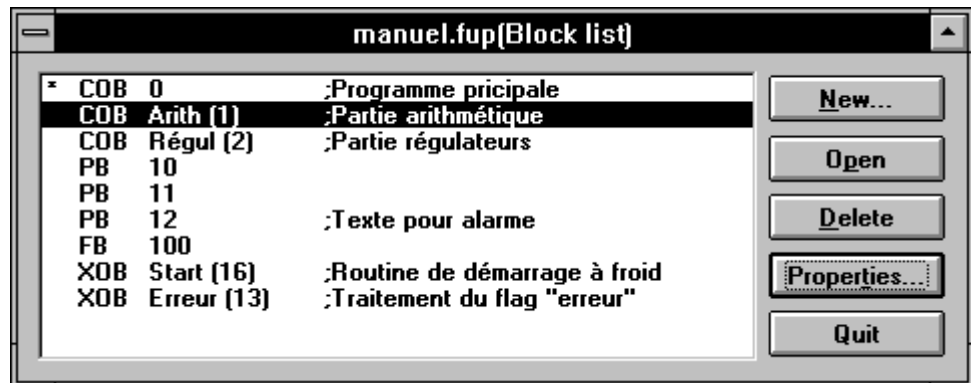 manuel.fup(Block list)
* COB 0 ;Programme pricipale
COB Arith (1) ;Partie arithmétique
COB Régul (2) ;Partie régulateurs
PB 10
PB 11
PB 12 ;Texte pour alarme
FB 100
XOB Start (16) ;Routine de démarrage à froid
XOB Erreur (13) ;Traitement du flag "erreur"
New...
Open
Delete
Properties...
Quit